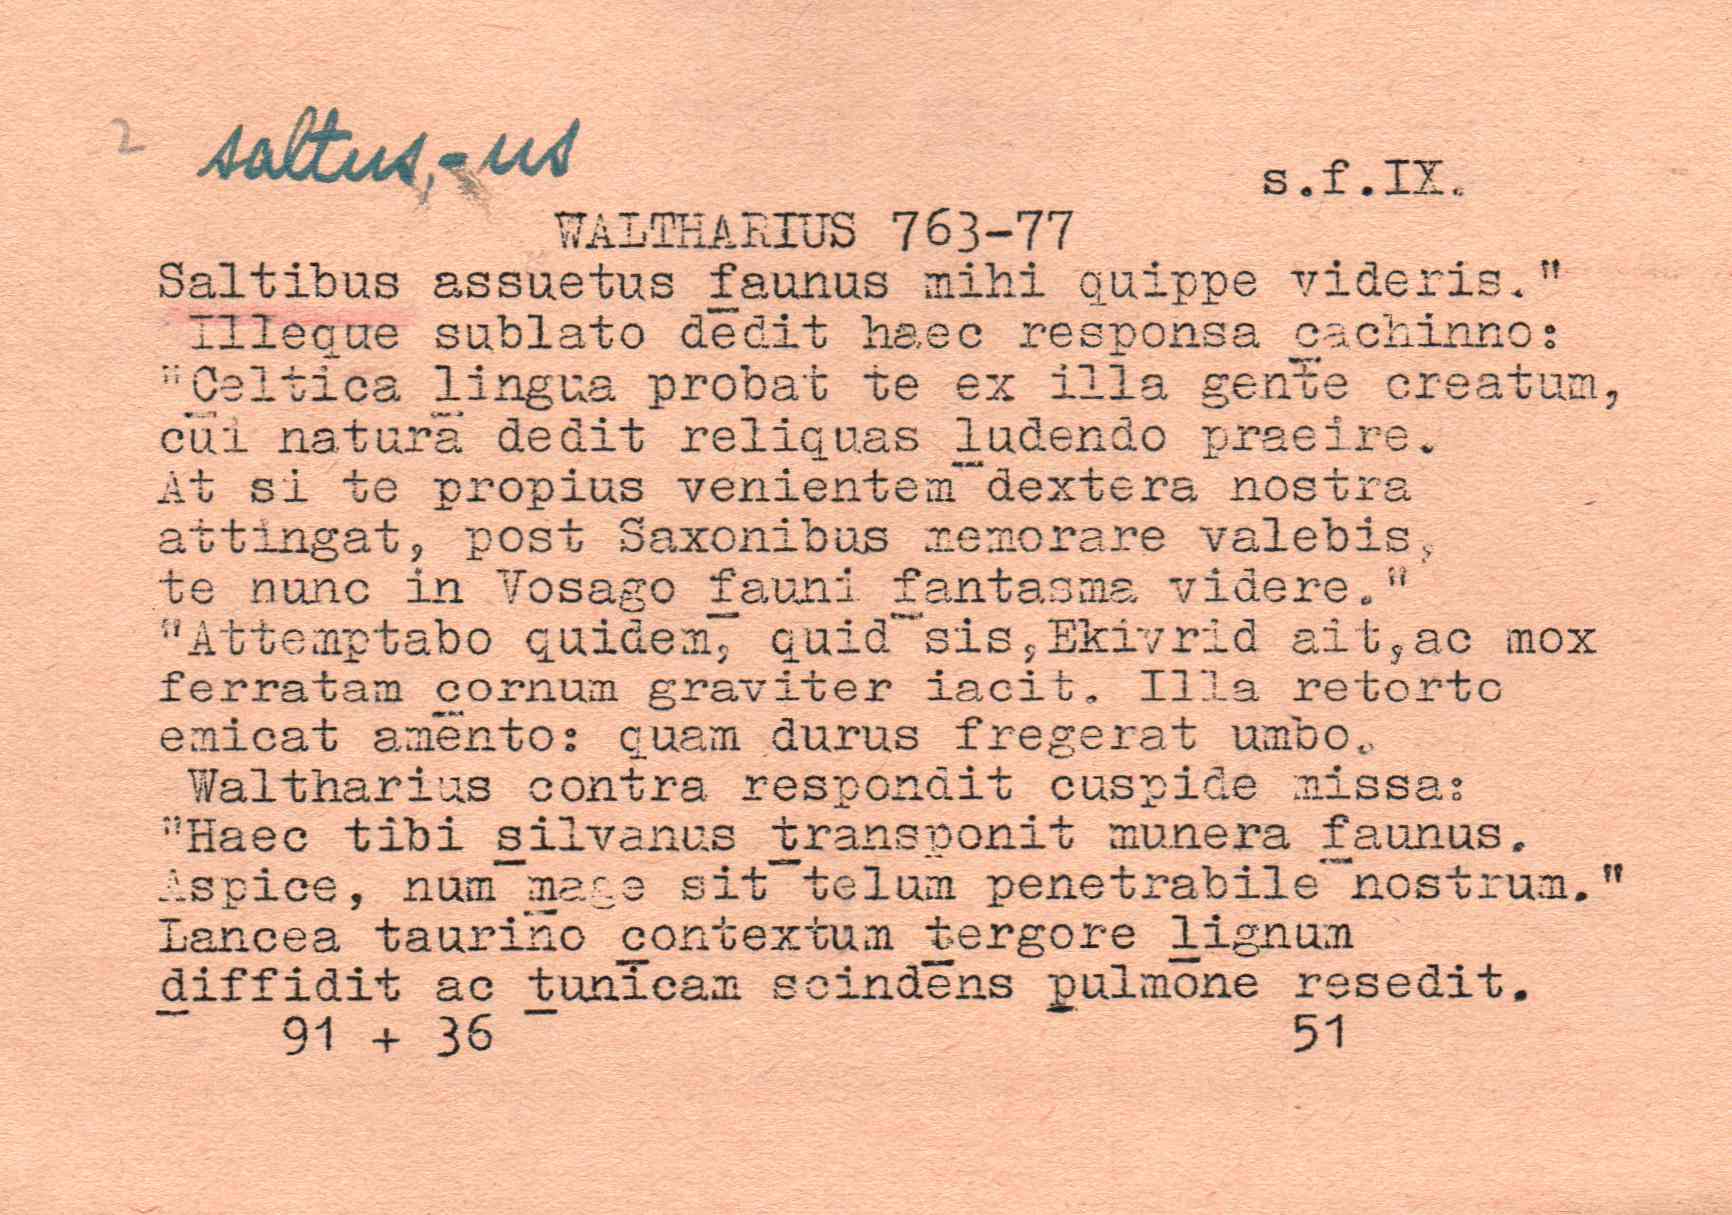 2 saltus,-us
s.f.IX.
WALTHARIUS 763-77
Saltibus assuetus faunus mihi quippe videris."
Illeque sublato dedit haec responsa cachinno:
"Celtica lingua probat te ex illa gente creatum,
cui natura dedit reliquas ludendo praeire.
At si te propius venientem dextera nostra
attingat, post Saxonibus memorare valebis,
te nunc in Vosago fauni fantasma videre."
"Attemptabo quidem, quid sis,Ekivrid ait,ac mox
ferratam cornum graviter iacit. Illa retorto
emicat amento: quam durus fregerat umbo.
Waltharius contra respondit cuspide missa:
"Haec tibi silvanus transponit munera faunus.
Aspice, num mage sit telum penetrabile nostrum."
Lancea taurino contextum tergore lignum
diffidit ac tunicam scindens pulmone resedit.
91 + 36 51